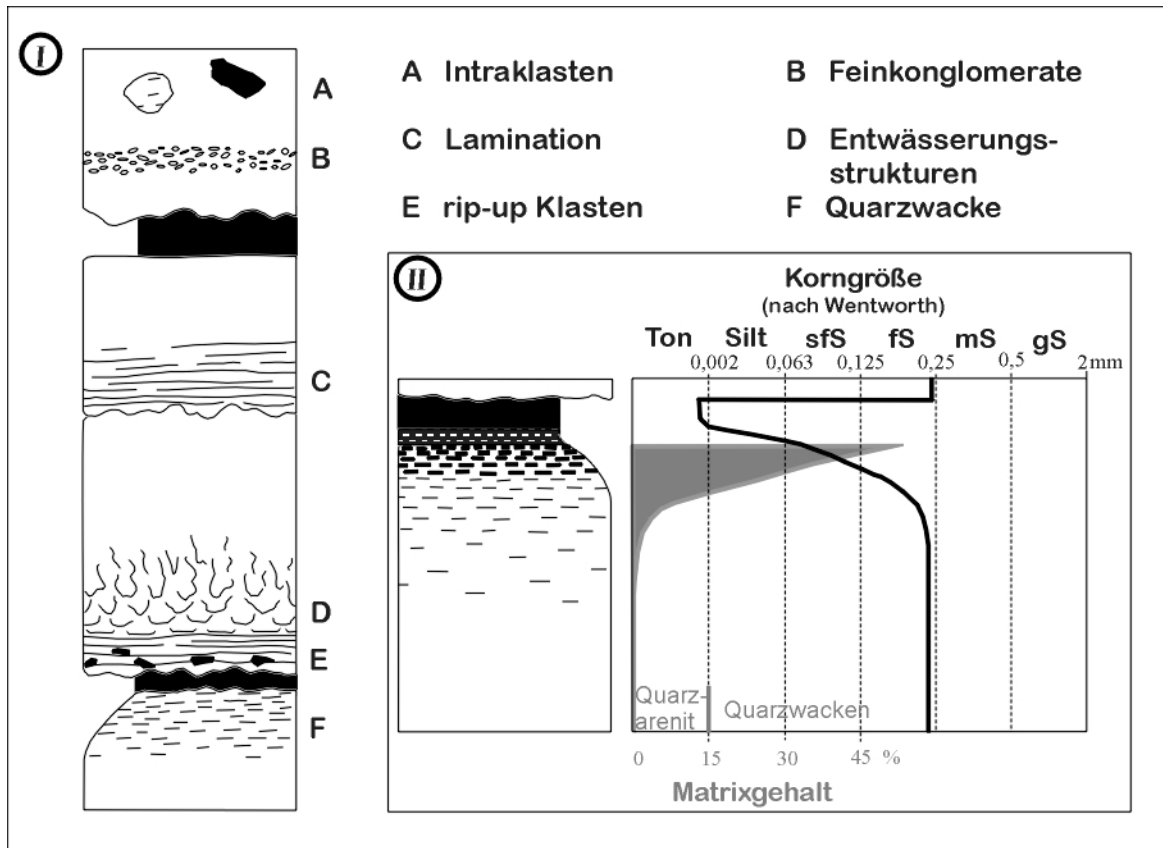 I
A
B
C
D
E
F
A Intraklasten
B Feinkonglomerate
C Lamination
D Entwässerungs-
strukturen
E rip-up Klasten
F Quarzwacke
II
Korngröße
(nach Wentworth)
Ton Silt sfS fS mS gS
0,002 0,063 0,125 0,25 0,5 2mm
Quarz-
arenit
Quarzwacken
0 15 30 45 %
Matrixgehalt